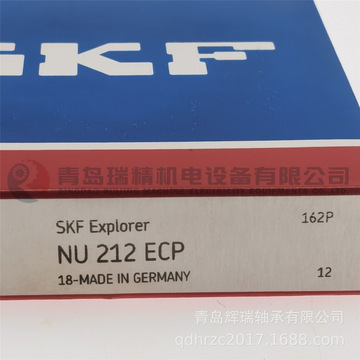 SKF
青岛瑞精机电设备有限公司
SKF Explorer
162P
NU 212 ECP
18-MADE IN GERMANY
12
青岛辉瑞轴承有限公司
qdhrzc2017.1688.com